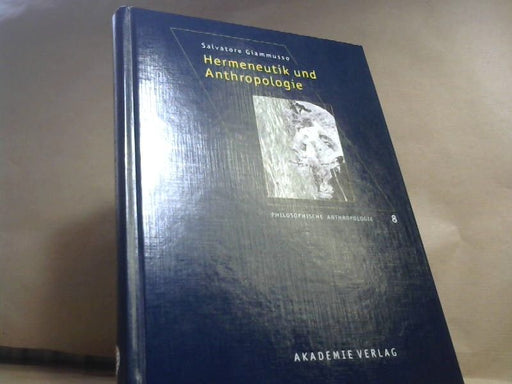 Salvatore Giammusso
Hermeneutik und
Anthropologie
PHILOSOPHISCHE ANTHROPOLOGIE 8
AKADEMIE VERLAG